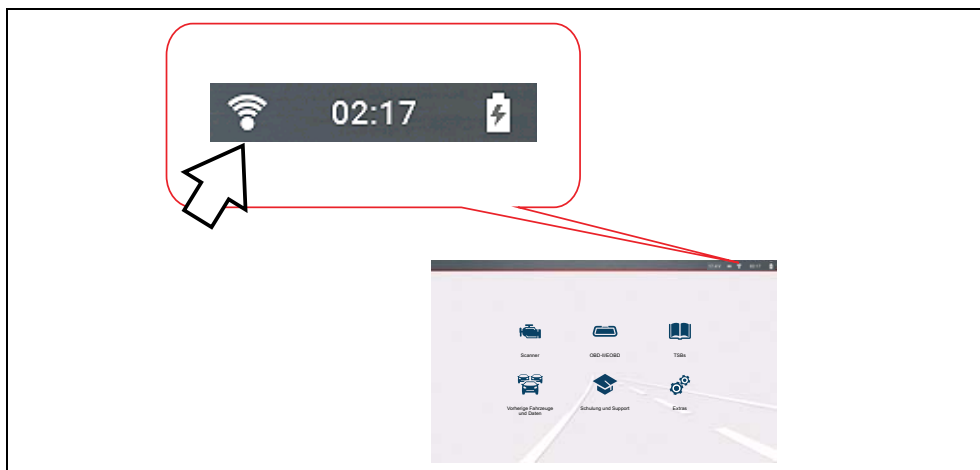 02:17
Scanner
OBD-II/EOBD
TSBs
Vorherige Fahrzeuge
und Daten
Schulung und Support
Extras